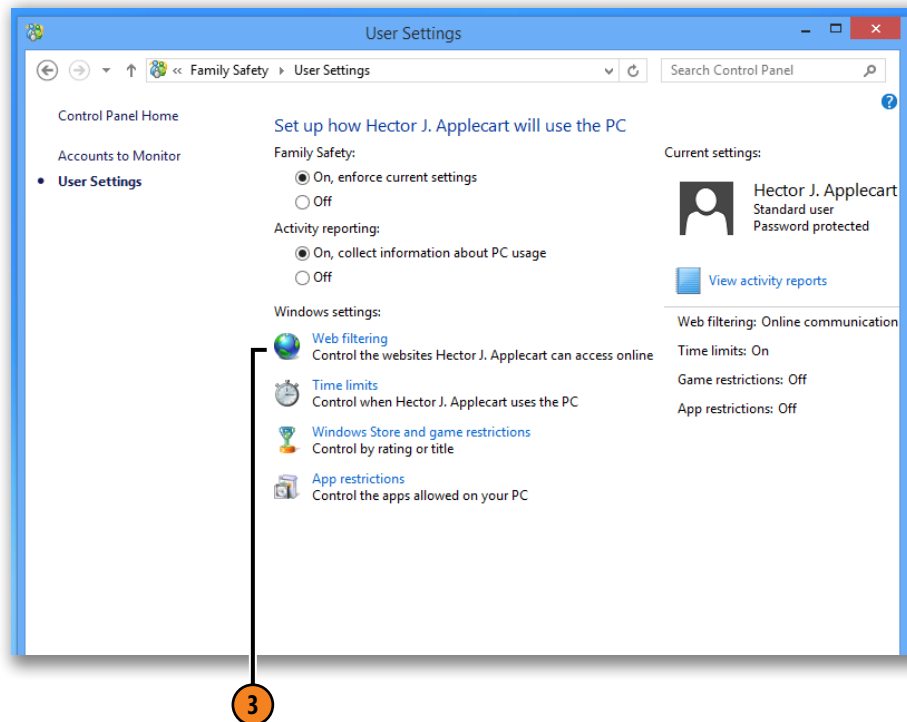 User Settings
« Family Safety ▸ User Settings
Search Control Panel
Control Panel Home
Accounts to Monitor
• User Settings
Set up how Hector J. Applecart will use the PC
Family Safety:
On, enforce current settings
Off
Activity reporting:
On, collect information about PC usage
Off
Windows settings:
Web filtering
Control the websites Hector J. Applecart can access online
Time limits
Control when Hector J. Applecart uses the PC
Windows Store and game restrictions
Control by rating or title
App restrictions
Control the apps allowed on your PC
Current settings:
Hector J. Applecart
Standard user
Password protected
View activity reports
Web filtering: Online communication
Time limits: On
Game restrictions: Off
App restrictions: Off
3